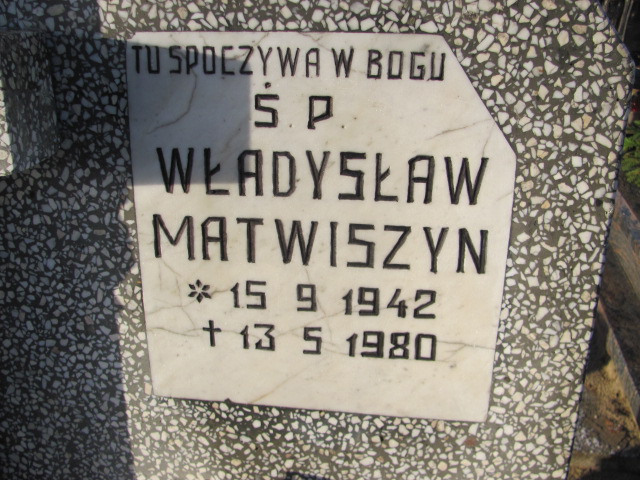 TU SPOCZYWA W BOGU
Ś. P.
WŁADYSŁAW
MATWISZYN
* 15 9 1942
† 13 5 1980